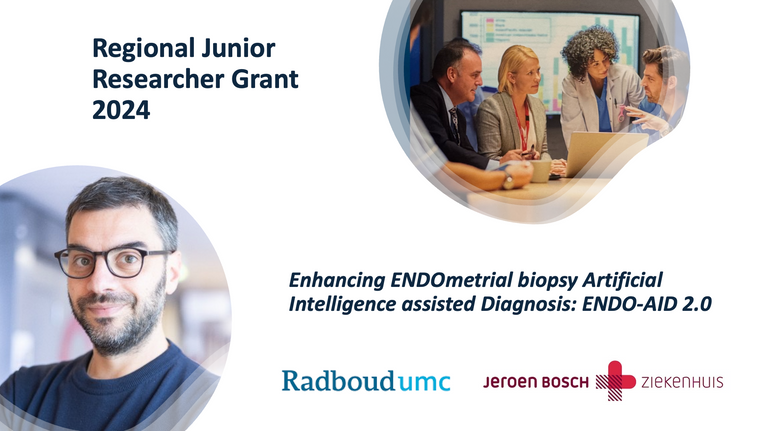 Regional Junior
Researcher Grant
2024
Enhancing ENDOmetrial biopsy Artificial
Intelligence assisted Diagnosis: ENDO-AID 2.0
Radboudumc
JEROEN BOSCH ZIEKENHUIS